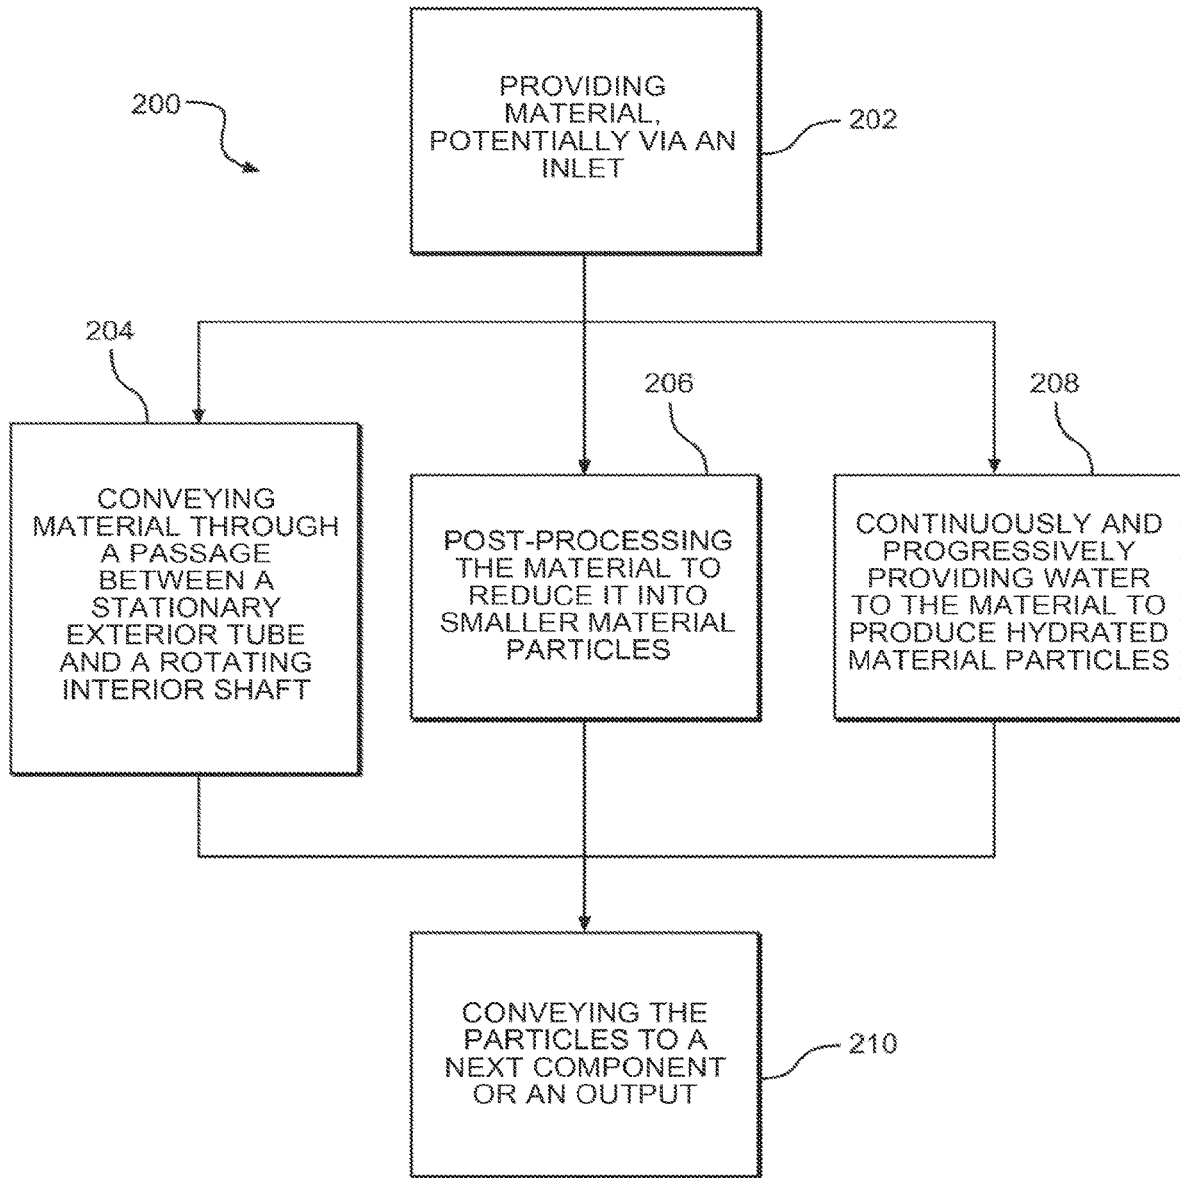 PROVIDING
MATERIAL,
POTENTIALLY VIA AN
INLET
200
202
204
206
208
CONVEYING
MATERIAL THROUGH
A PASSAGE
BETWEEN A
STATIONARY
EXTERIOR TUBE
AND A ROTATING
INTERIOR SHAFT
POST-PROCESSING
THE MATERIAL TO
REDUCE IT INTO
SMALLER MATERIAL
PARTICLES
CONTINUOUSLY AND
PROGRESSIVELY
PROVIDING WATER
TO THE MATERIAL TO
PRODUCE HYDRATED
MATERIAL PARTICLES
CONVEYING THE
PARTICLES TO A
NEXT COMPONENT
OR AN OUTPUT
210